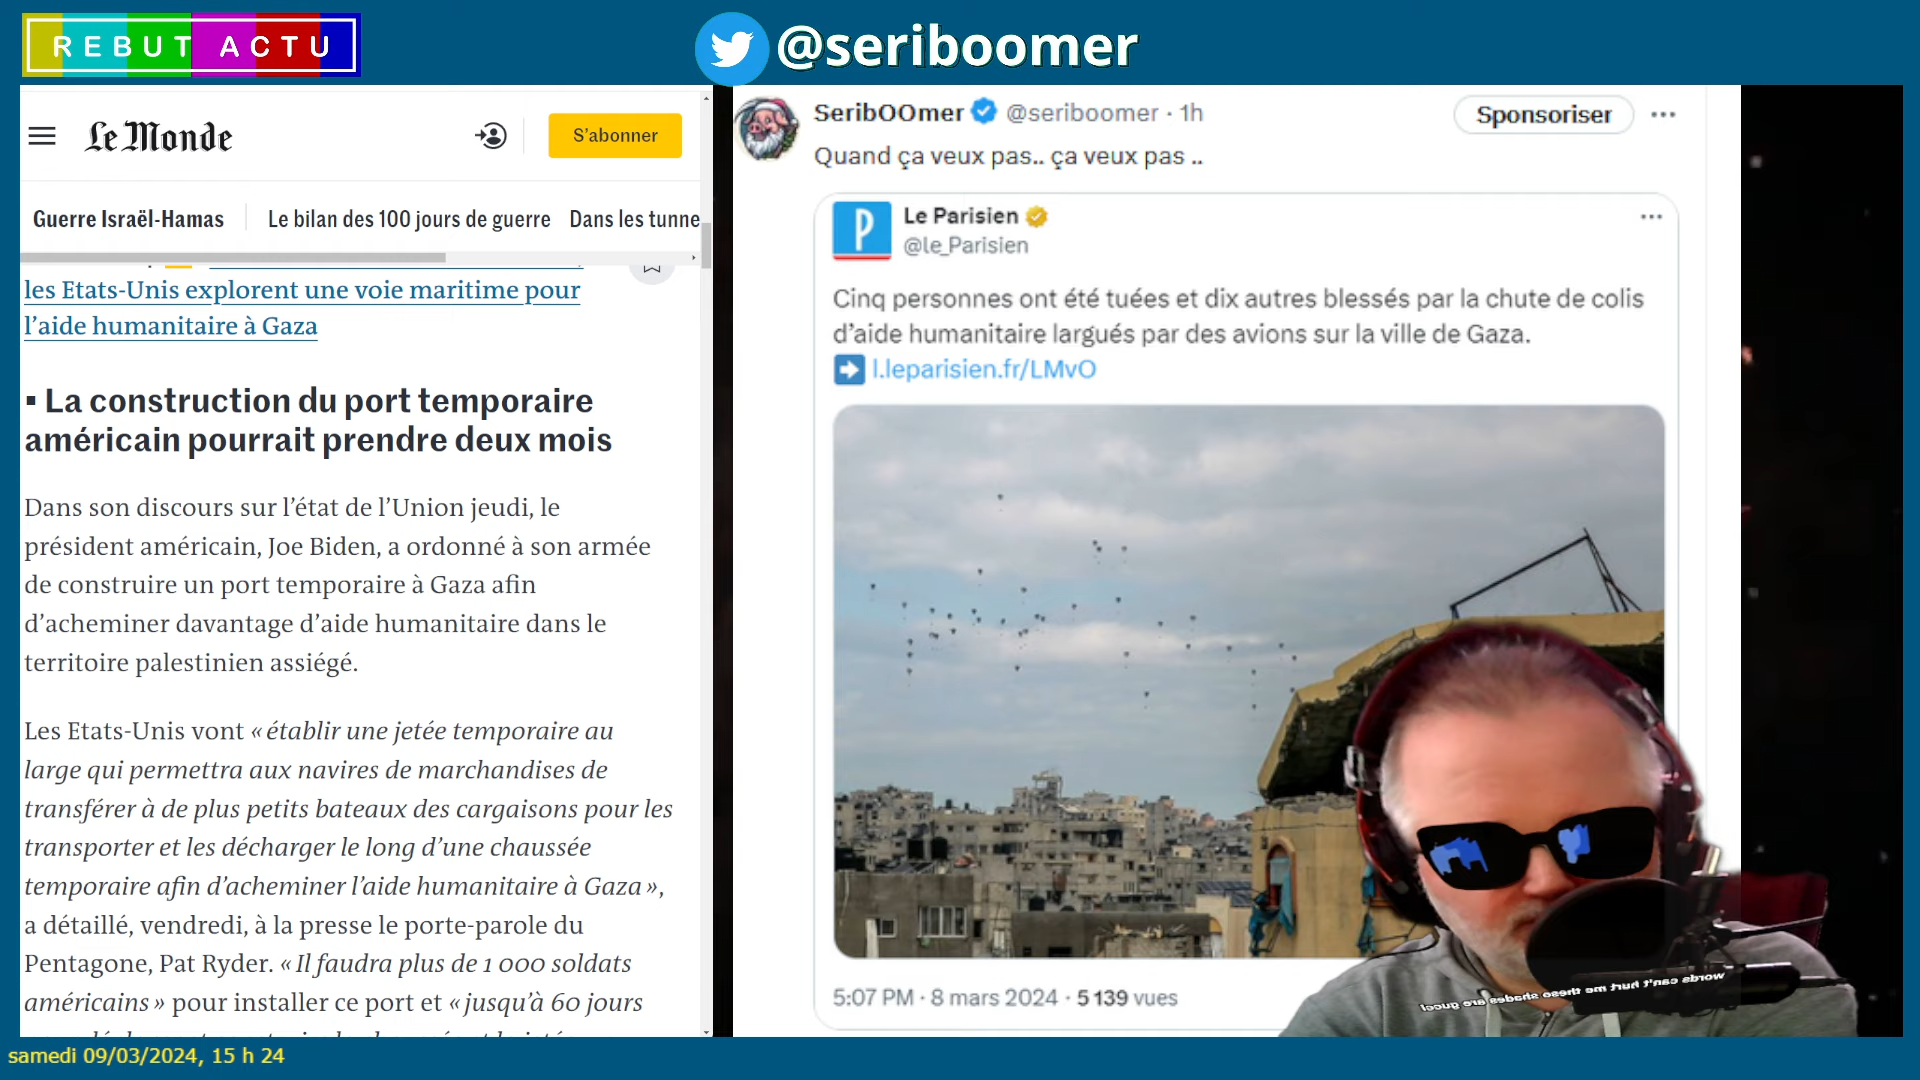 REBUT ACTU
@seriboomer
Le Monde
S'abonner
Guerre Israël-Hamas
Le bilan des 100 jours de guerre
Dans les tunne
les Etats-Unis explorent une voie maritime pour
l'aide humanitaire à Gaza
▪ La construction du port temporaire
américain pourrait prendre deux mois
Dans son discours sur l'état de l'Union jeudi, le
président américain, Joe Biden, a ordonné à son armée
de construire un port temporaire à Gaza afin
d'acheminer davantage d'aide humanitaire dans le
territoire palestinien assiégé.
Les Etats-Unis vont « établir une jetée temporaire au
large qui permettra aux navires de marchandises de
transférer à de plus petits bateaux des cargaisons pour les
transporter et les décharger le long d'une chaussée
temporaire afin d'acheminer l'aide humanitaire à Gaza »,
a détaillé, vendredi, à la presse le porte-parole du
Pentagone, Pat Ryder. « Il faudra plus de 1 000 soldats
américains » pour installer ce port et « jusqu'à 60 jours
SeribOOmer @seriboomer · 1h
Sponsoriser
Quand ça veux pas.. ça veux pas ..
Le Parisien
@le_Parisien
Cinq personnes ont été tuées et dix autres blessés par la chute de colis
d'aide humanitaire largués par des avions sur la ville de Gaza.
l.leparisien.fr/LMvO
5:07 PM · 8 mars 2024 · 5 139 vues
words can't hurt me these shades are gucci
samedi 09/03/2024, 15 h 24